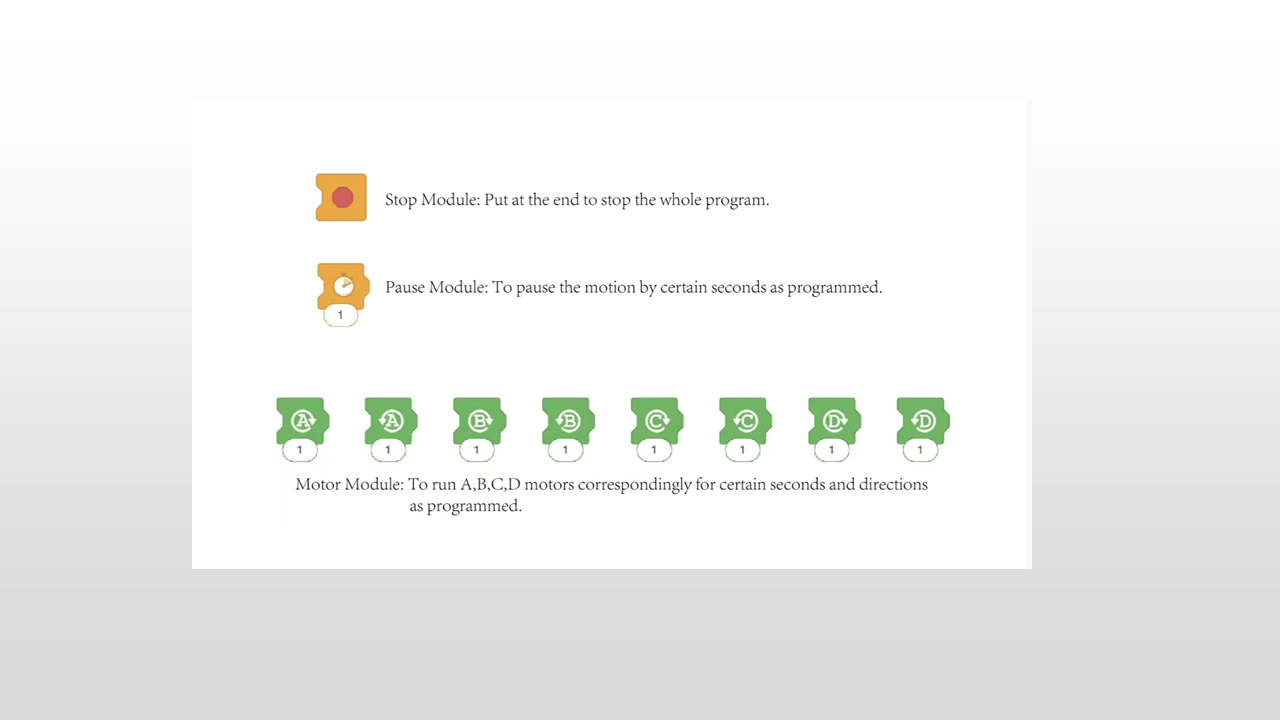 Stop Module: Put at the end to stop the whole program.
Pause Module: To pause the motion by certain seconds as programmed.
1
A A B B C C D D
1 1 1 1 1 1 1 1
Motor Module: To run A,B,C,D motors correspondingly for certain seconds and directions
as programmed.